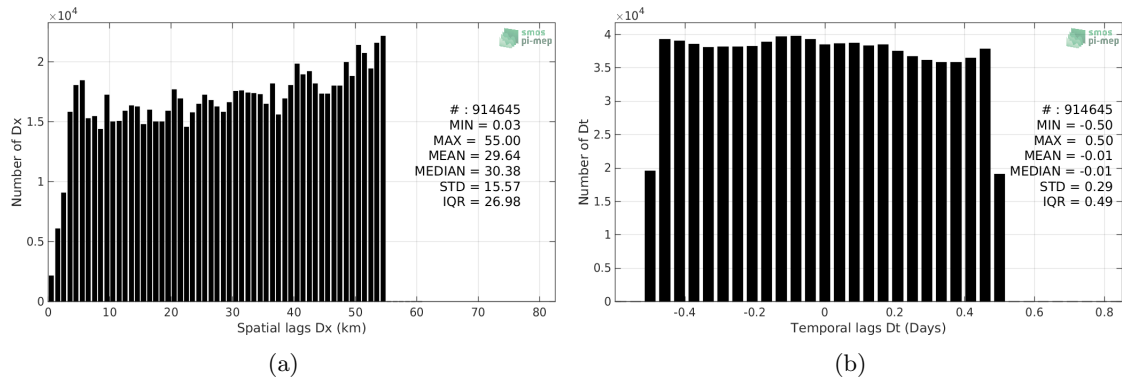 ×10⁴
2
1.5
1
0.5
0
Number of Dx
0 10 20 30 40 50 60 70 80
Spatial lags Dx (km)
smos
pi-mep
# : 914645
MIN = 0.03
MAX = 55.00
MEAN = 29.64
MEDIAN = 30.38
STD = 15.57
IQR = 26.98
(a)
×10⁴
4
3.5
3
2.5
2
1.5
1
0.5
0
Number of Dt
-0.4 -0.2 0 0.2 0.4 0.6 0.8
Temporal lags Dt (Days)
smos
pi-mep
# : 914645
MIN = -0.50
MAX = 0.50
MEAN = -0.01
MEDIAN = -0.01
STD = 0.29
IQR = 0.49
(b)